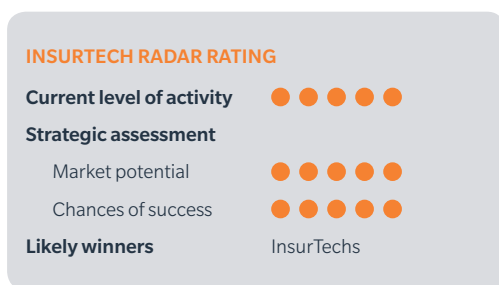 INSURTECH RADAR RATING
Current level of activity
Strategic assessment
Market potential
Chances of success
Likely winners InsurTechs